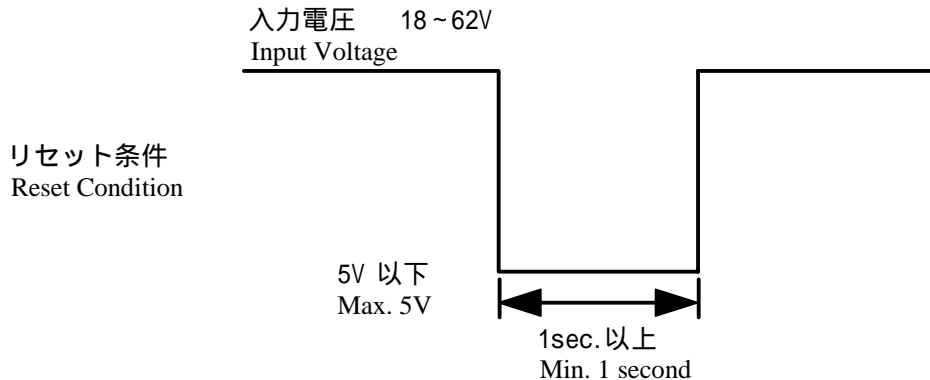 入力電圧 18~62V
Input Voltage
リセット条件
Reset Condition
5V 以下
Max. 5V
1sec.以上
Min. 1 second